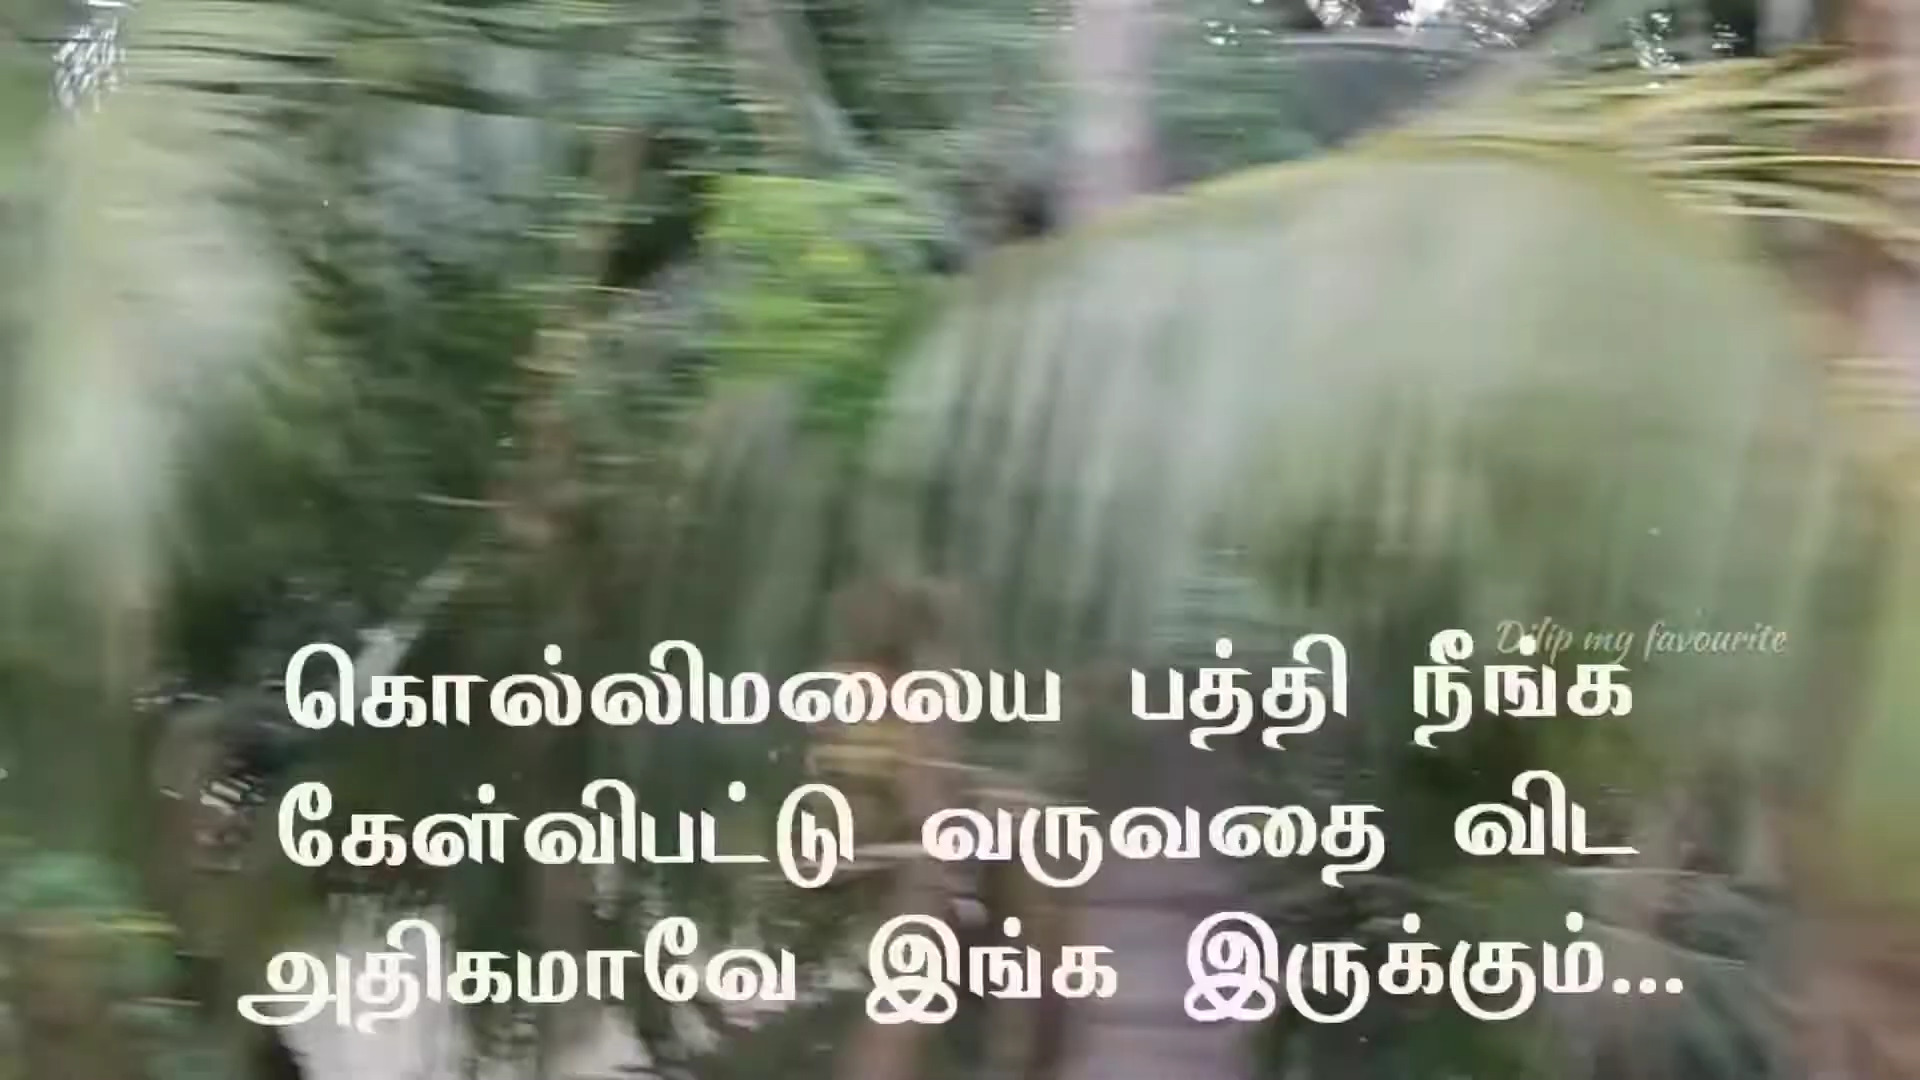 Dilip my favourite
கொல்லிமலைய பத்தி நீங்க
கேள்விபட்டு வருவதை விட
அதிகமாவே இங்க இருக்கும்...